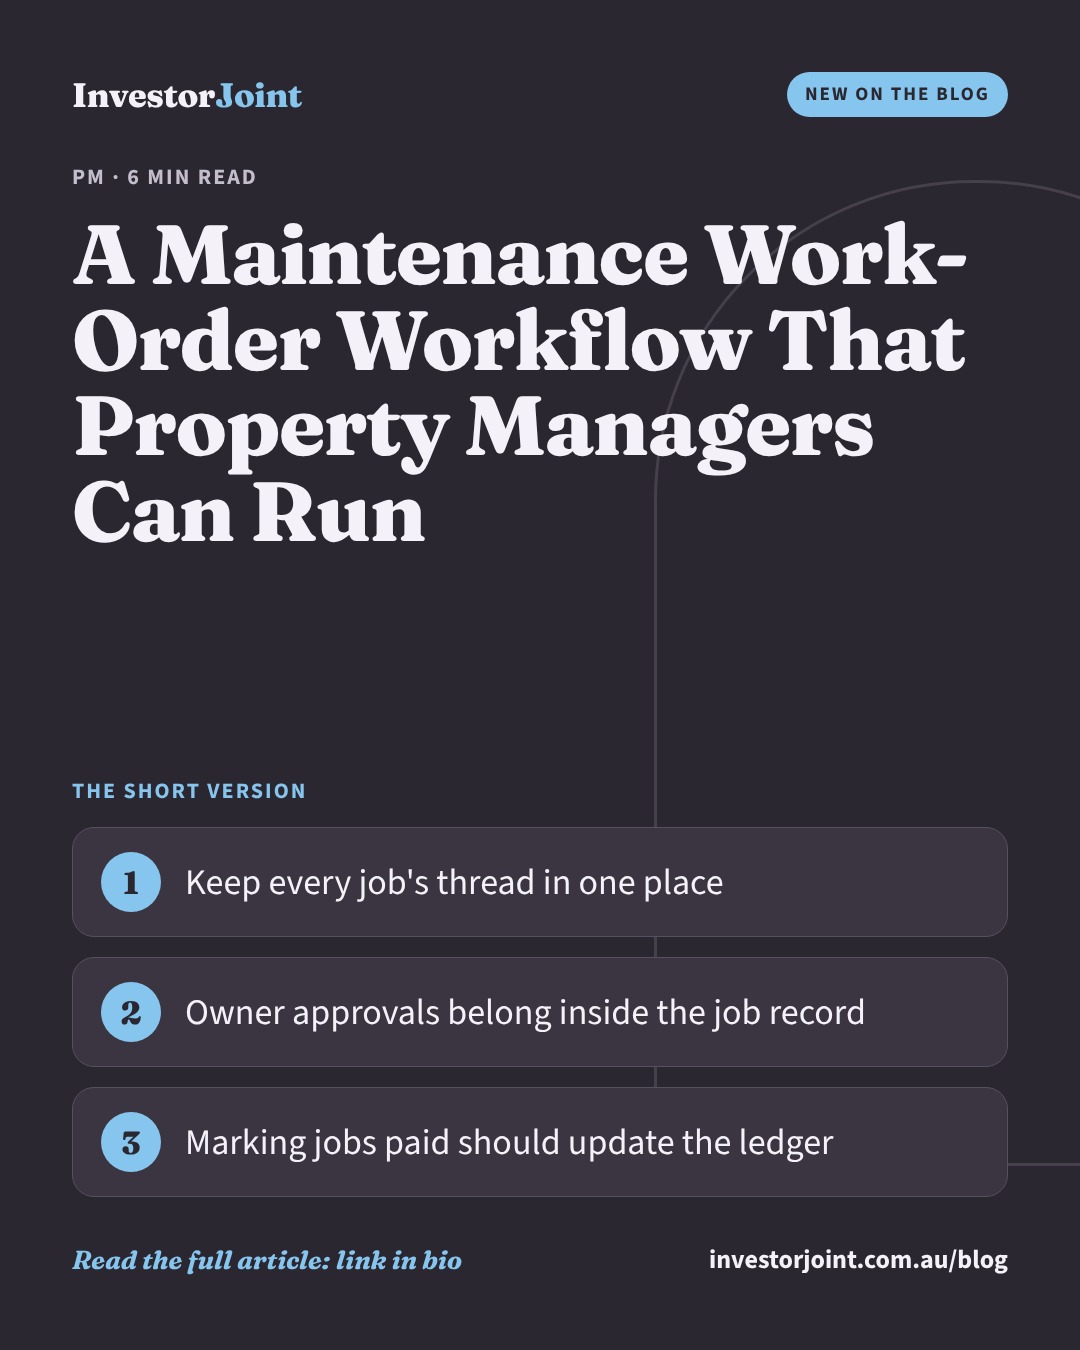 InvestorJoint
NEW ON THE BLOG
PM · 6 MIN READ
A Maintenance Work-
Order Workflow That
Property Managers
Can Run
THE SHORT VERSION
1 Keep every job's thread in one place
2 Owner approvals belong inside the job record
3 Marking jobs paid should update the ledger
Read the full article: link in bio
investorjoint.com.au/blog